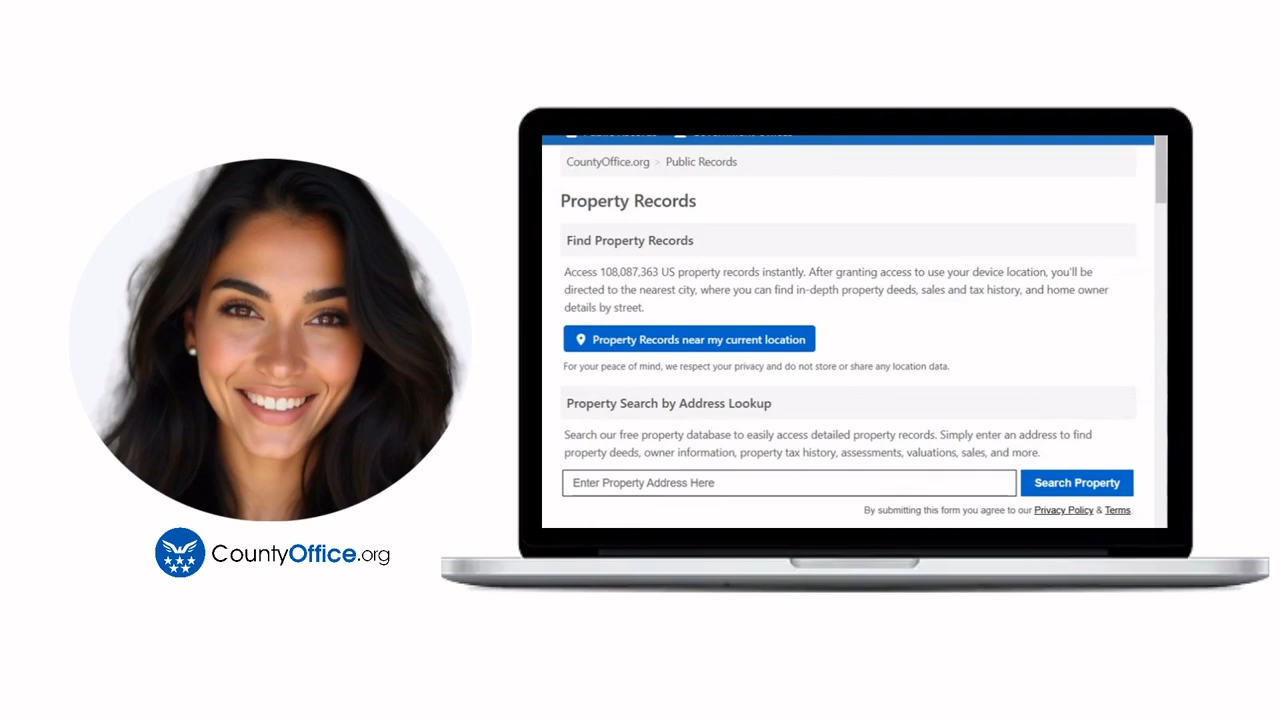 CountyOffice.org > Public Records
Property Records
Find Property Records
Access 108,087,363 US property records instantly. After granting access to use your device location, you'll be
directed to the nearest city, where you can find in-depth property deeds, sales and tax history, and home owner
details by street.
Property Records near my current location
For your peace of mind, we respect your privacy and do not store or share any location data.
Property Search by Address Lookup
Search our free property database to easily access detailed property records. Simply enter an address to find
property deeds, owner information, property tax history, assessments, valuations, sales, and more.
Enter Property Address Here
Search Property
By submitting this form you agree to our Privacy Policy & Terms.
CountyOffice.org